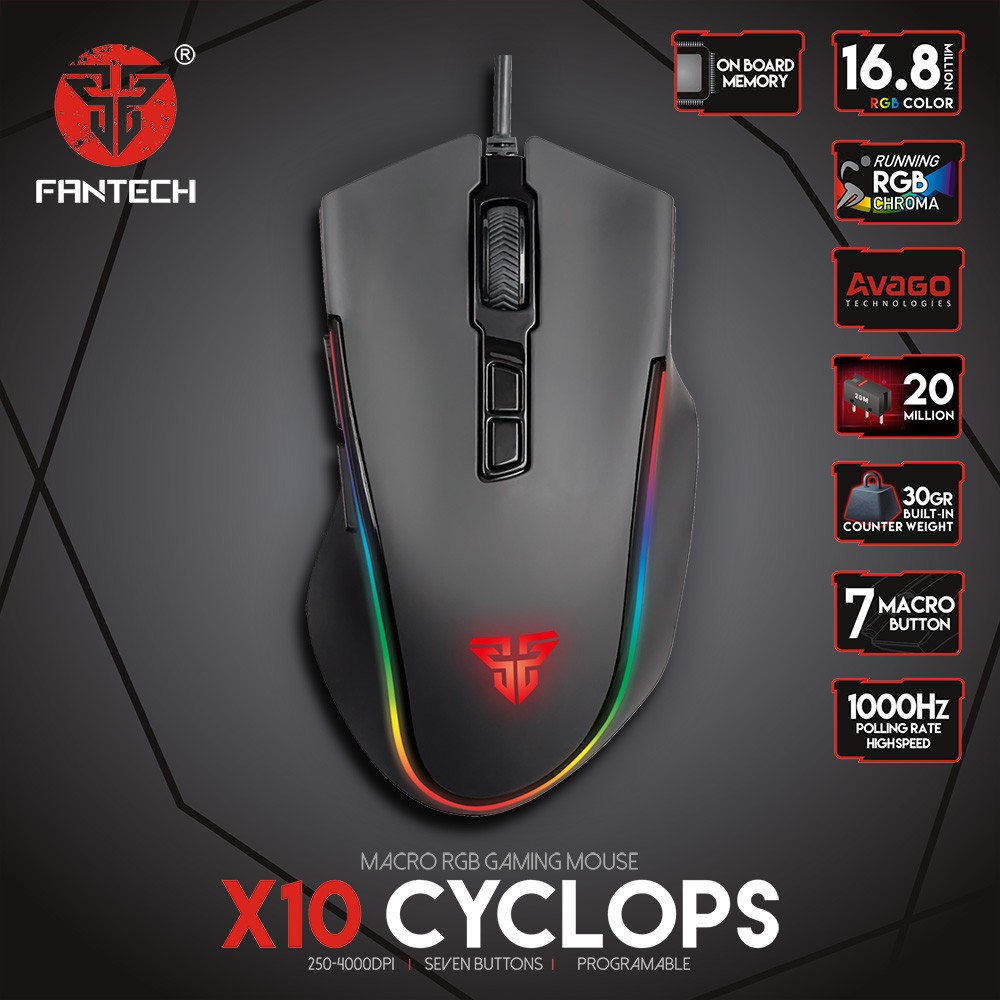 ®
FANTECH
ON BOARD
MEMORY
16.8
MILLION
RGB COLOR
RUNNING
RGB
CHROMA
AVAGO
TECHNOLOGIES
20M
20
MILLION
30GR
BUILT-IN
COUNTER WEIGHT
7 MACRO
BUTTON
1000Hz
POLLING RATE
HIGHSPEED
MACRO RGB GAMING MOUSE
X10 CYCLOPS
250-4000DPI | SEVEN BUTTONS | PROGRAMABLE